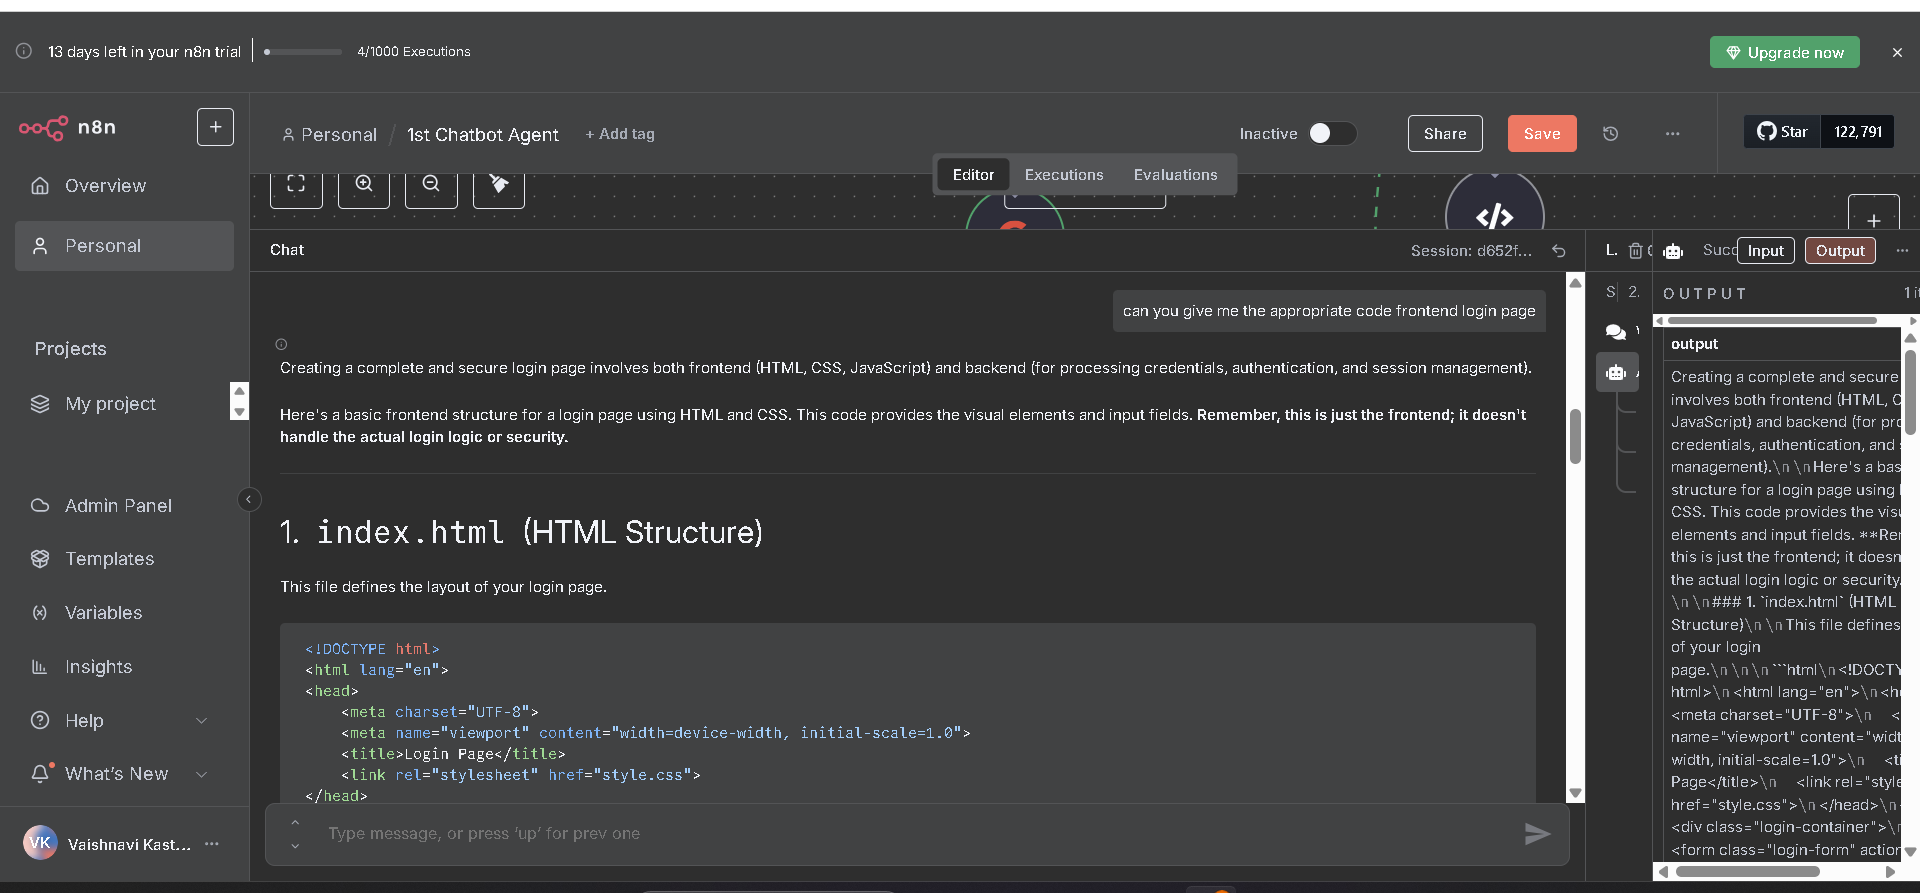 13 days left in your n8n trial
4/1000 Executions
Upgrade now
n8n
Personal / 1st Chatbot Agent + Add tag
Inactive
Share
Save
Star 122,791
Editor Executions Evaluations
Overview
Personal
Projects
My project
Admin Panel
Templates
Variables
Insights
Help
What's New
VK Vaishnavi Kast...
Chat
Session: d652f...
can you give me the appropriate code frontend login page
Creating a complete and secure login page involves both frontend (HTML, CSS, JavaScript) and backend (for processing credentials, authentication, and session management).
Here's a basic frontend structure for a login page using HTML and CSS. This code provides the visual elements and input fields. Remember, this is just the frontend; it doesn't
handle the actual login logic or security.
1. index.html (HTML Structure)
This file defines the layout of your login page.
<!DOCTYPE html>
<html lang="en">
<head>
    <meta charset="UTF-8">
    <meta name="viewport" content="width=device-width, initial-scale=1.0">
    <title>Login Page</title>
    <link rel="stylesheet" href="style.css">
</head>
Type message, or press 'up' for prev one
L.
S 2.
Succ
Input
Output
OUTPUT
1 it
output
Creating a complete and secure
involves both frontend (HTML, C
JavaScript) and backend (for pro
credentials, authentication, and s
management).\n \n Here's a bas
structure for a login page using
CSS. This code provides the visu
elements and input fields. **Rer
this is just the frontend; it doesn
the actual login logic or security.
\n \n ### 1. `index.html` (HTML
Structure)\n \n This file defines
of your login
page.\n \n \n ```html\n <!DOCTY
html>\n <html lang="en">\n <he
<meta charset="UTF-8">\n <
name="viewport" content="widt
width, initial-scale=1.0">\n <ti
Page</title>\n <link rel="style
href="style.css">\n </head>\n
<div class="login-container">\n
<form class="login-form" action